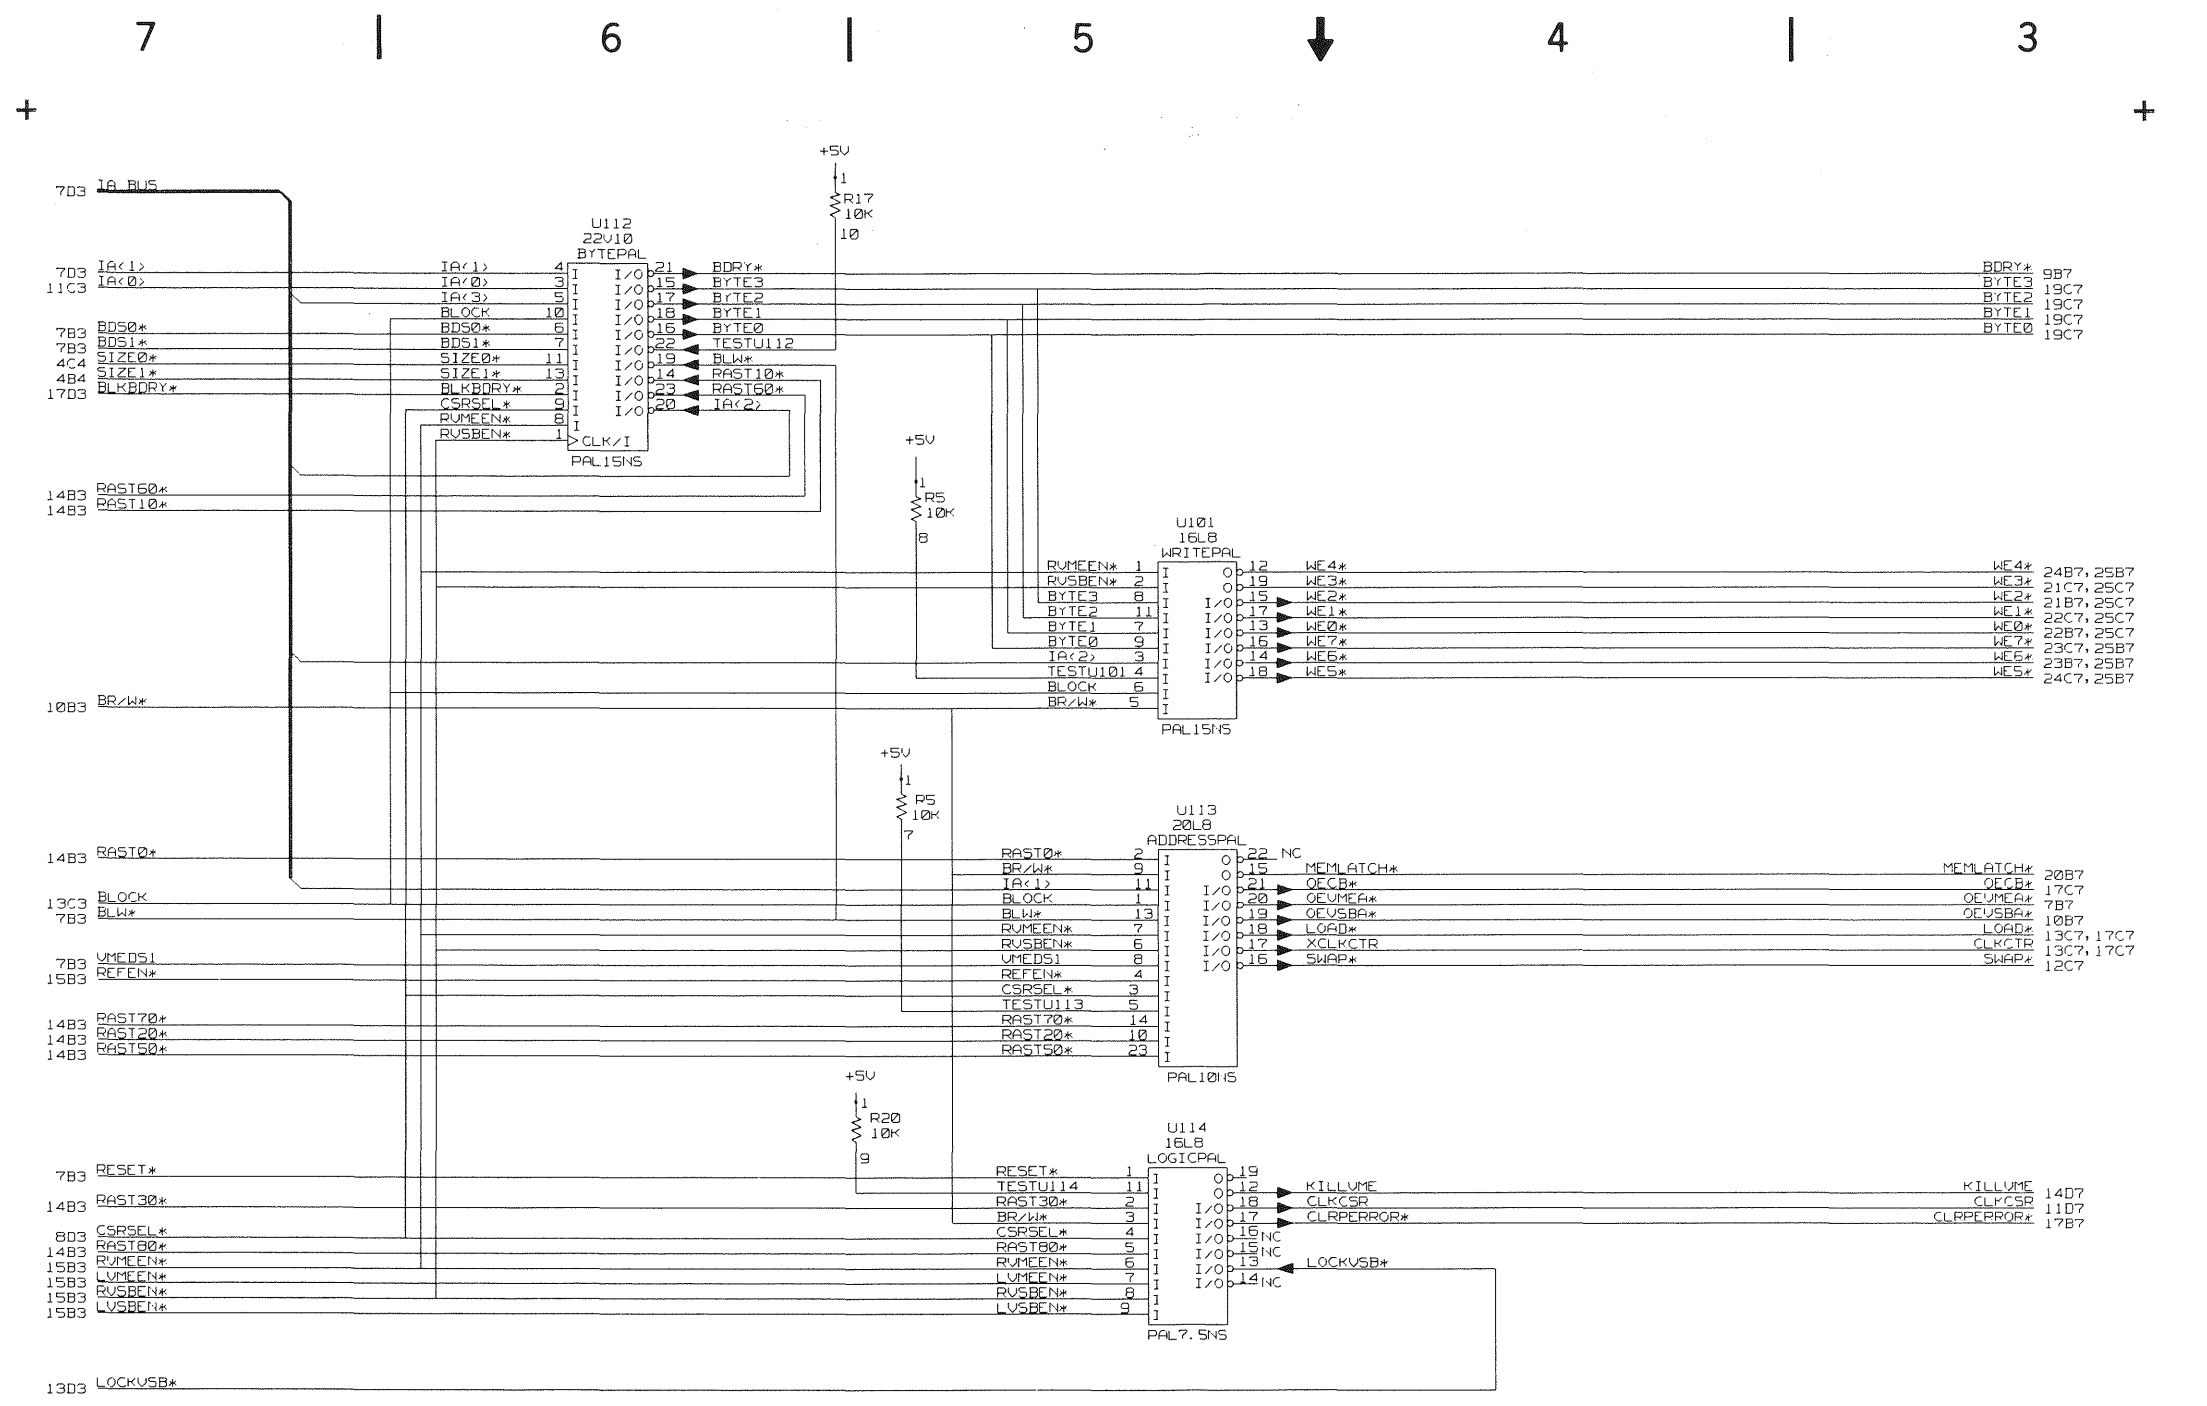 7 6 5 4 3
+5V
1
R17
10K
10
7D3 IA BUS
U112
22V10
BYTEPAL
7D3 IA<1> IA<1> 4 I I/O 21 BDRY* BDRY* 9B7
11C3 IA<0> IA<0> 3 I I/O 15 BYTE3 BYTE3 19C7
IA<3> 5 I I/O 17 BYTE2 BYTE2 19C7
BLOCK 10 I I/O 18 BYTE1 BYTE1 19C7
7B3 BDS0* BDS0* 6 I I/O 16 BYTE0 BYTE0 19C7
7B3 BDS1* BDS1* 7 I I/O 22 TESTU112
4C4 SIZE0* SIZE0* 11 I I/O 19 BLW*
4B4 SIZE1* SIZE1* 13 I I/O 14 RAST10*
17D3 BLKBDRY* BLKBDRY* 2 I I/O 23 RAST60*
CSRSEL* 9 I I/O 20 IA<2>
RVMEEN* 8 I
RVSBEN* 1 CLK/I
PAL15NS
+5V
1
R5
10K
8
14B3 RAST60*
14B3 RAST10*
U101
16L8
WRITEPAL
RVMEEN* 1 I O 12 WE4* WE4* 24B7,25B7
RVSBEN* 2 I O 19 WE3* WE3* 21C7,25C7
BYTE3 8 I I/O 15 WE2* WE2* 21B7,25C7
BYTE2 11 I I/O 17 WE1* WE1* 22C7,25C7
BYTE1 7 I I/O 13 WE0* WE0* 22B7,25C7
BYTE0 9 I I/O 16 WE7* WE7* 23C7,25B7
IA<2> 3 I I/O 14 WE6* WE6* 23B7,25B7
TESTU101 4 I I/O 18 WE5* WE5* 24C7,25B7
BLOCK 6 I
10B3 BR/W* BR/W* 5 I
PAL15NS
+5V
1
R5
10K
7
U113
20L8
ADDRESSPAL
14B3 RAST0* RAST0* 2 I O 22 NC
BR/W* 9 I O 15 MEMLATCH* MEMLATCH* 20B7
IA<1> 11 I I/O 21 OECB* OECB* 17C7
13C3 BLOCK BLOCK 1 I I/O 20 OEVMEA* OEVMEA* 7B7
7B3 BLW* BLW* 13 I I/O 19 OEVSBA* OEVSBA* 10B7
RVMEEN* 7 I I/O 18 LOAD* LOAD* 13C7,17C7
RVSBEN* 6 I I/O 17 XCLKCTR CLKCTR 13C7,17C7
7B3 VMEDS1 VMEDS1 8 I I/O 16 SWAP* SWAP* 12C7
15B3 REFEN* REFEN* 4 I
CSRSEL* 3 I
TESTU113 5 I
14B3 RAST70* RAST70* 14 I
14B3 RAST20* RAST20* 10 I
14B3 RAST50* RAST50* 23 I
PAL10NS
+5V
1
R20
10K
9
U114
16L8
LOGICPAL
7B3 RESET* RESET* 1 I O 19
TESTU114 11 I O 12 KILLVME KILLVME 14D7
14B3 RAST30* RAST30* 2 I I/O 18 CLKCSR CLKCSR 11D7
BR/W* 3 I I/O 17 CLRPERROR* CLRPERROR* 17B7
8D3 CSRSEL* CSRSEL* 4 I I/O 16 NC
14B3 RAST80* RAST80* 5 I I/O 15 NC
15B3 RVMEEN* RVMEEN* 6 I I/O 13 LOCKVSB*
15B3 LVMEEN* LVMEEN* 7 I I/O 14 NC
15B3 RVSBEN* RVSBEN* 8 I
15B3 LVSBEN* LVSBEN* 9 I
PAL7.5NS
13D3 LOCKVSB*